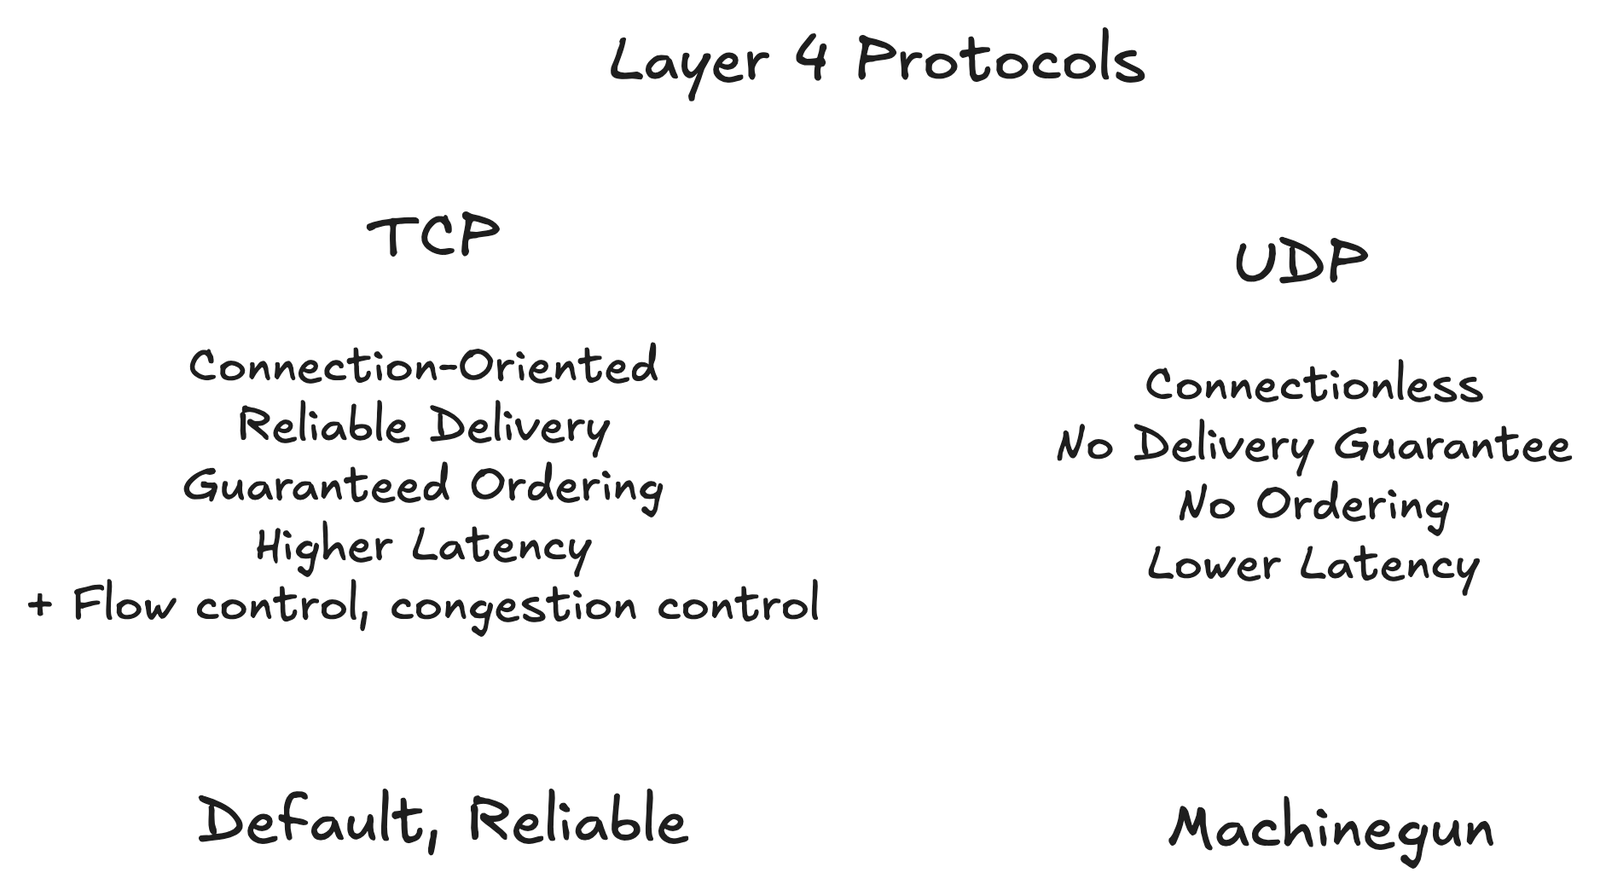 Layer 4 Protocols
TCP
Connection-Oriented
Reliable Delivery
Guaranteed Ordering
Higher Latency
+ Flow control, congestion control
Default, Reliable
UDP
Connectionless
No Delivery Guarantee
No Ordering
Lower Latency
Machinegun